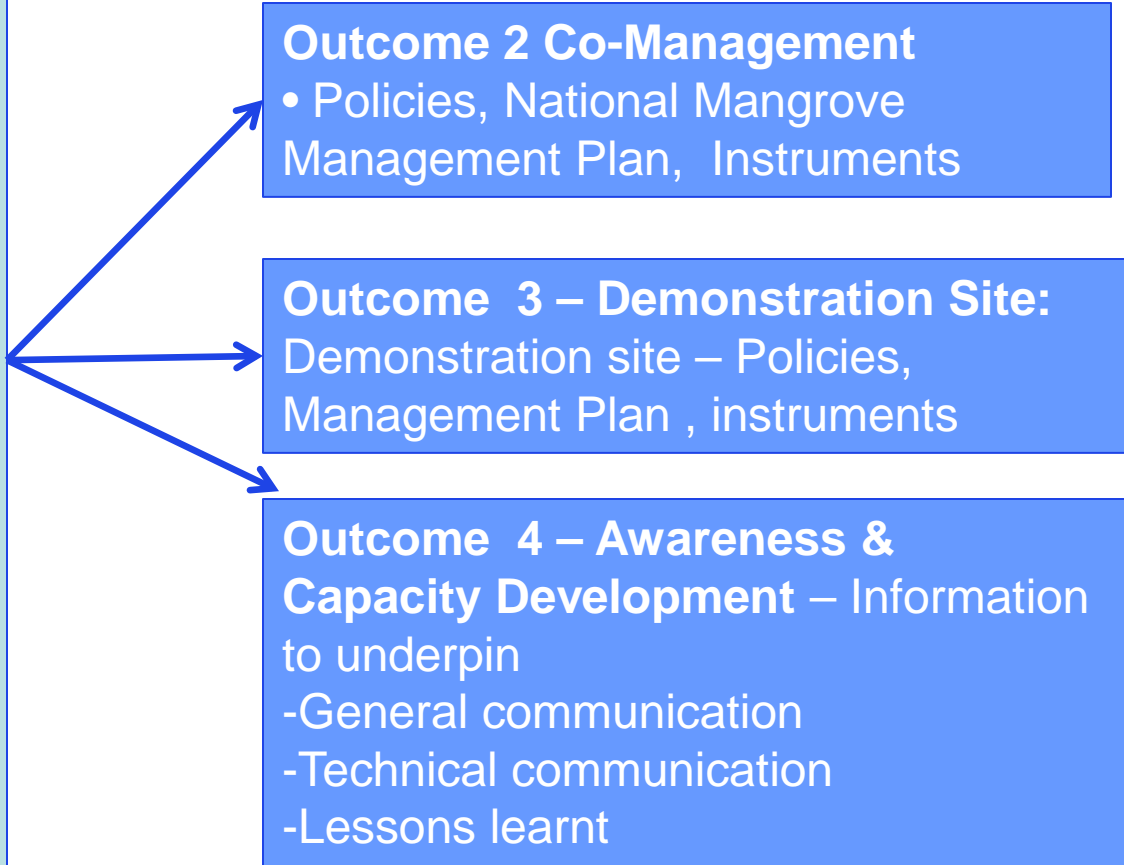 Outcome 2 Co-Management
• Policies, National Mangrove
Management Plan,  Instruments
Outcome  3 – Demonstration Site:
Demonstration site – Policies,
Management Plan , instruments
Outcome  4 – Awareness &
Capacity Development – Information
to underpin
-General communication
-Technical communication
-Lessons learnt